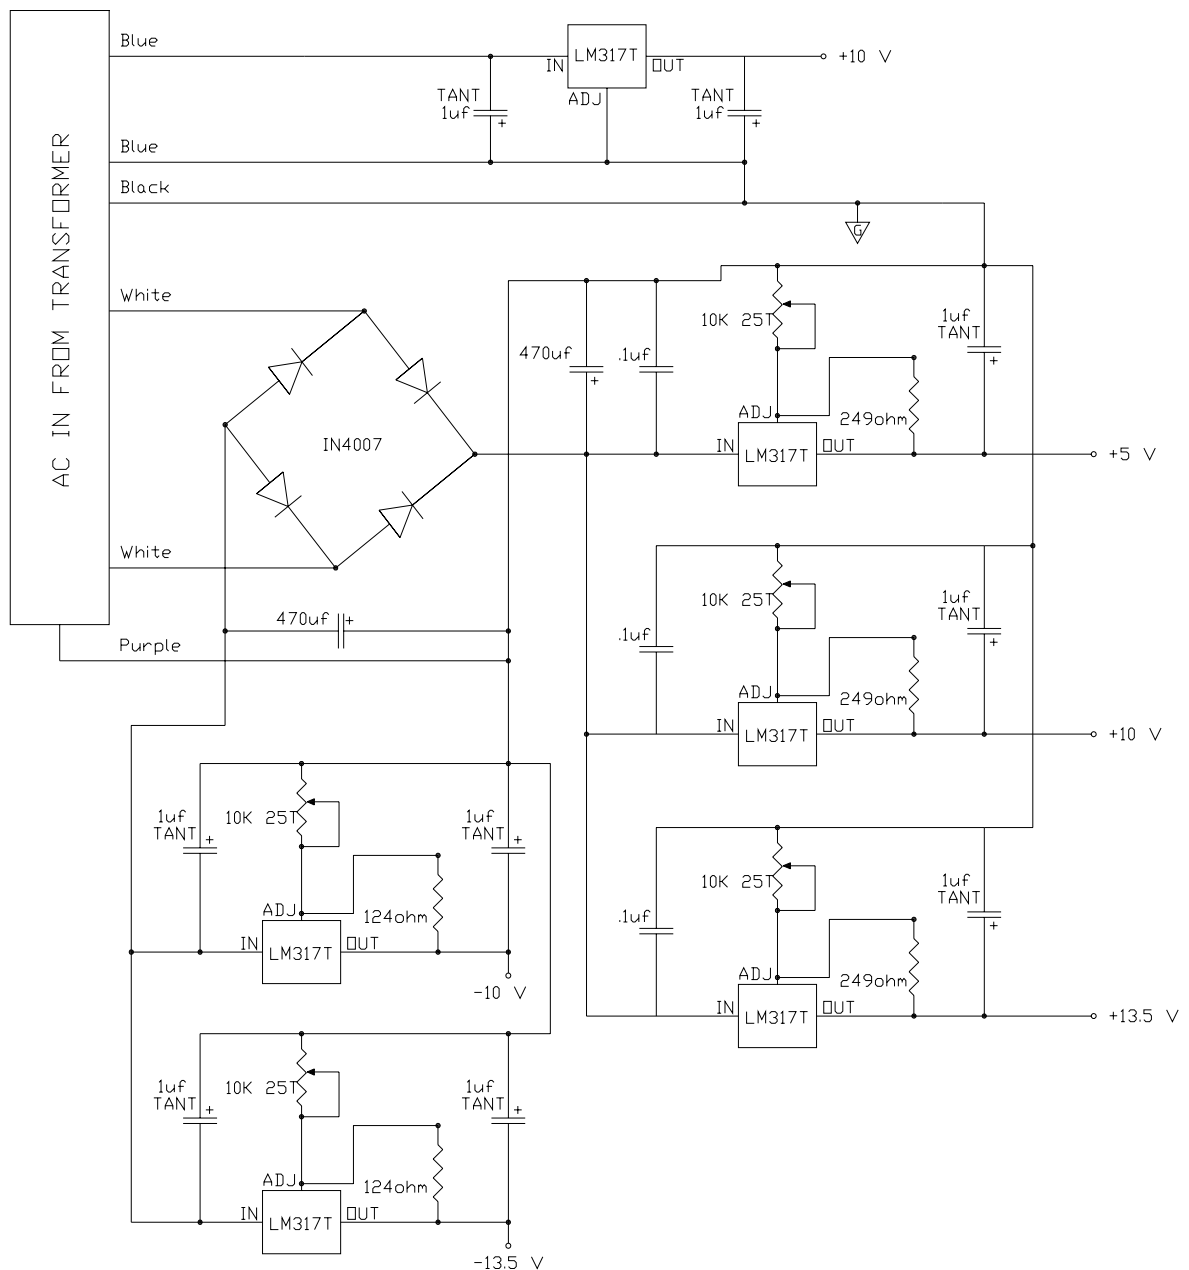 AC IN FROM TRANSFORMER
Blue
LM317T
IN
OUT
ADJ
+10 V
TANT
1uf
+
TANT
1uf
+
Blue
Black
G
White
IN4007
White
470uf
+
Purple
470uf
+
.1uf
10K 25T
1uf
TANT
+
ADJ
249ohm
IN
LM317T
OUT
+5 V
10K 25T
1uf
TANT
+
.1uf
ADJ
249ohm
IN
LM317T
OUT
+10 V
10K 25T
1uf
TANT
+
.1uf
ADJ
249ohm
IN
LM317T
OUT
+13.5 V
1uf
TANT
+
10K 25T
1uf
TANT
+
ADJ
124ohm
IN
LM317T
OUT
-10 V
1uf
TANT
+
10K 25T
1uf
TANT
+
ADJ
124ohm
IN
LM317T
OUT
-13.5 V